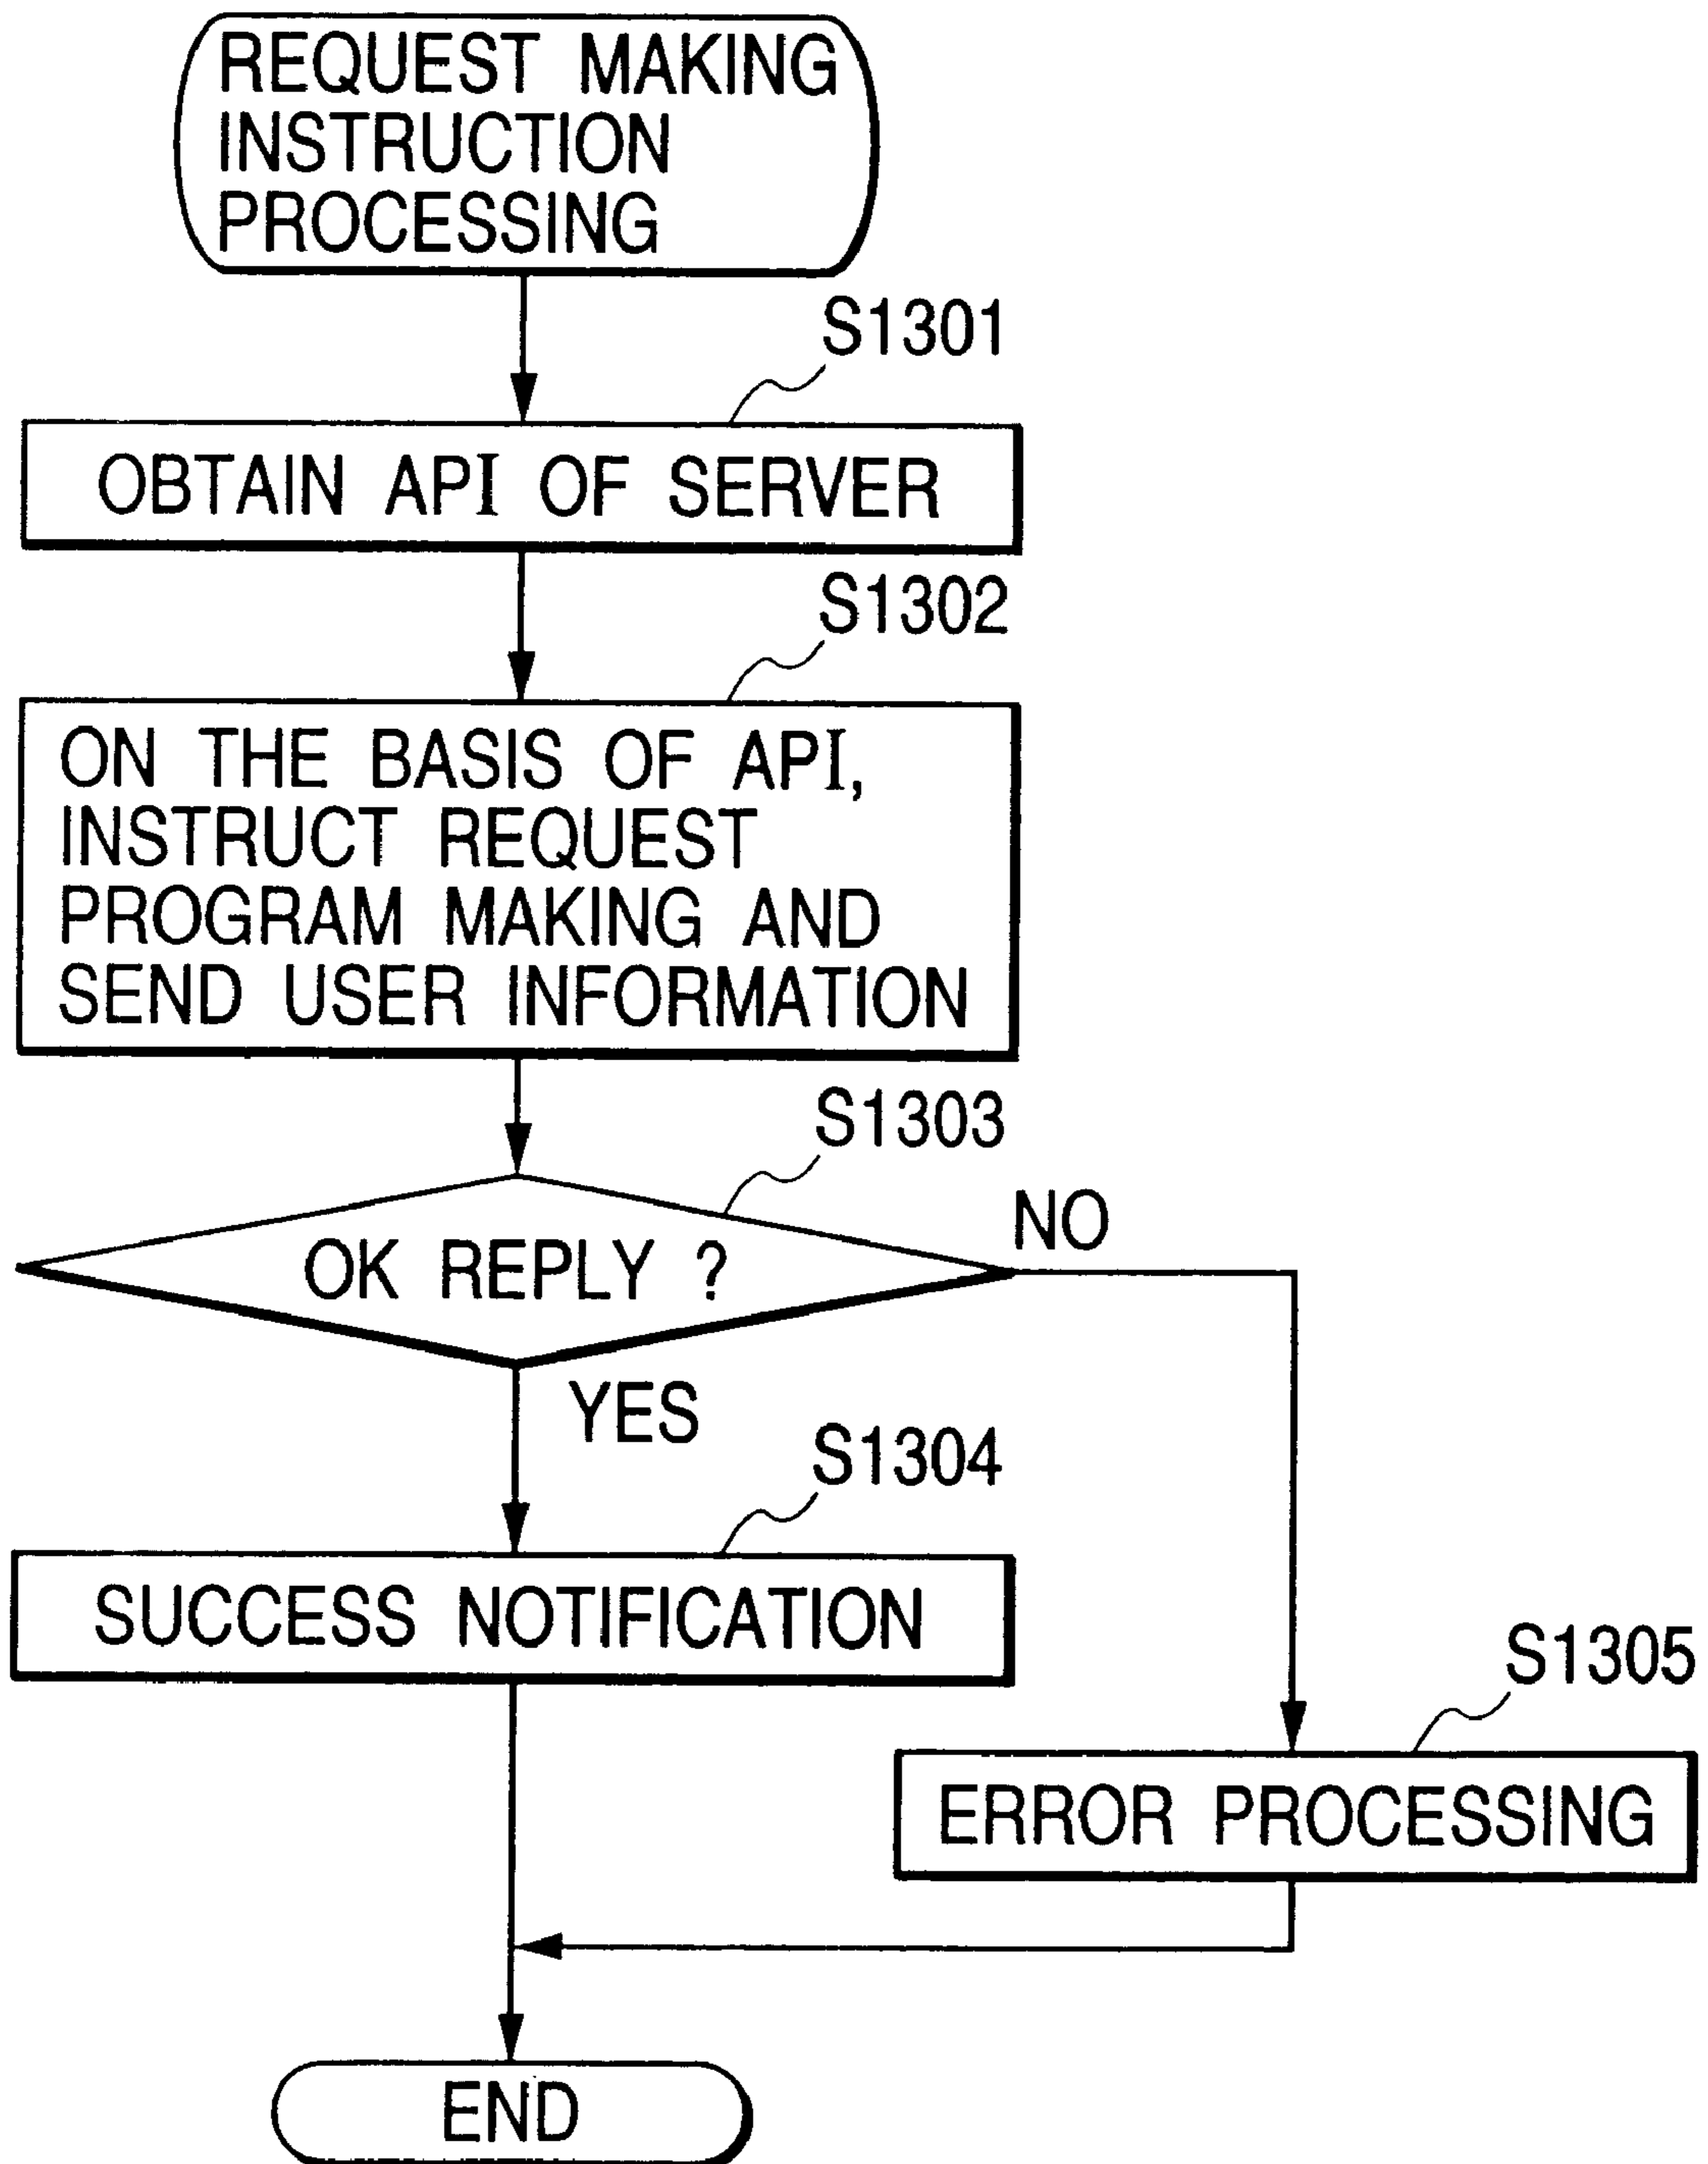 REQUEST MAKING
INSTRUCTION
PROCESSING
S1301
OBTAIN API OF SERVER
S1302
ON THE BASIS OF API,
INSTRUCT REQUEST
PROGRAM MAKING AND
SEND USER INFORMATION
S1303
OK REPLY ?
NO
YES
S1304
SUCCESS NOTIFICATION
S1305
ERROR PROCESSING
END